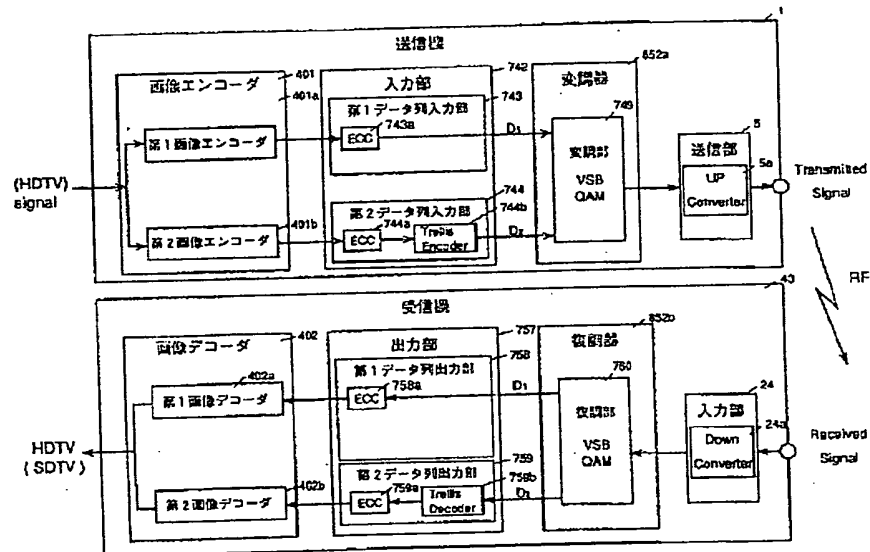 1
送信機
画像エンコーダ
401
401a
第1画像エンコーダ
(HDTV)
signal
401b
第2画像エンコーダ
入力部
742
743
第1データ列入力部
ECC
743a
D1
744
第2データ列入力部
744a
744b
ECC
Trellis
Encoder
D2
変調器
852a
749
変調部
VSB
QAM
5
送信部
5a
UP
Converter
Transmitted
Signal
RF
43
受信機
画像デコーダ
402
402a
第1画像デコーダ
HDTV
(SDTV)
402b
第2画像デコーダ
出力部
757
758
第1データ列出力部
758a
ECC
D1
759
第2データ列出力部
759a
759b
ECC
Trellis
Decoder
D2
復調器
852b
760
復調部
VSB
QAM
24
入力部
24a
Down
Converter
Received
Signal